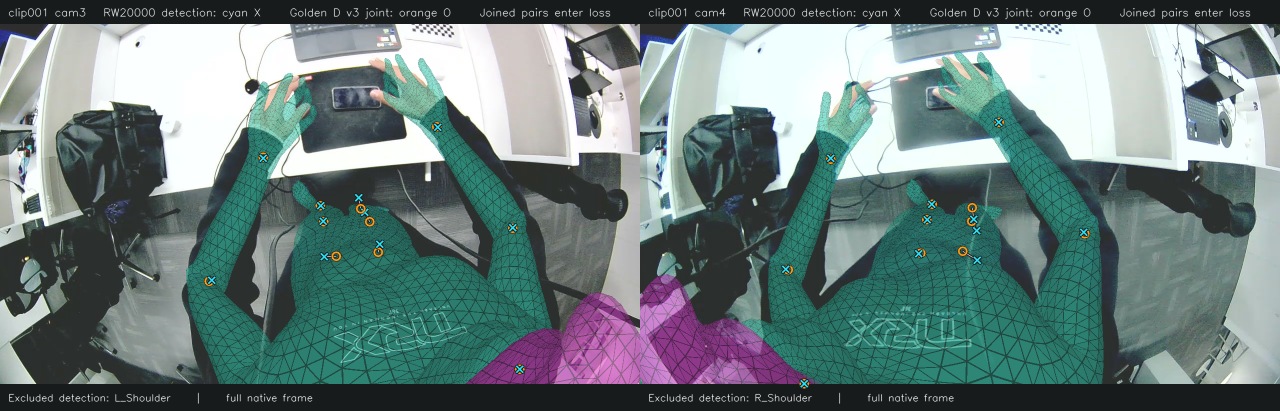 clip001 cam3 RW20000 detection: cyan X Golden D v3 joint: orange O Joined pairs enter loss
clip001 cam4 RW20000 detection: cyan X Golden D v3 joint: orange O Joined pairs enter loss
Excluded detection: L_Shoulder | full native frame
Excluded detection: R_Shoulder | full native frame